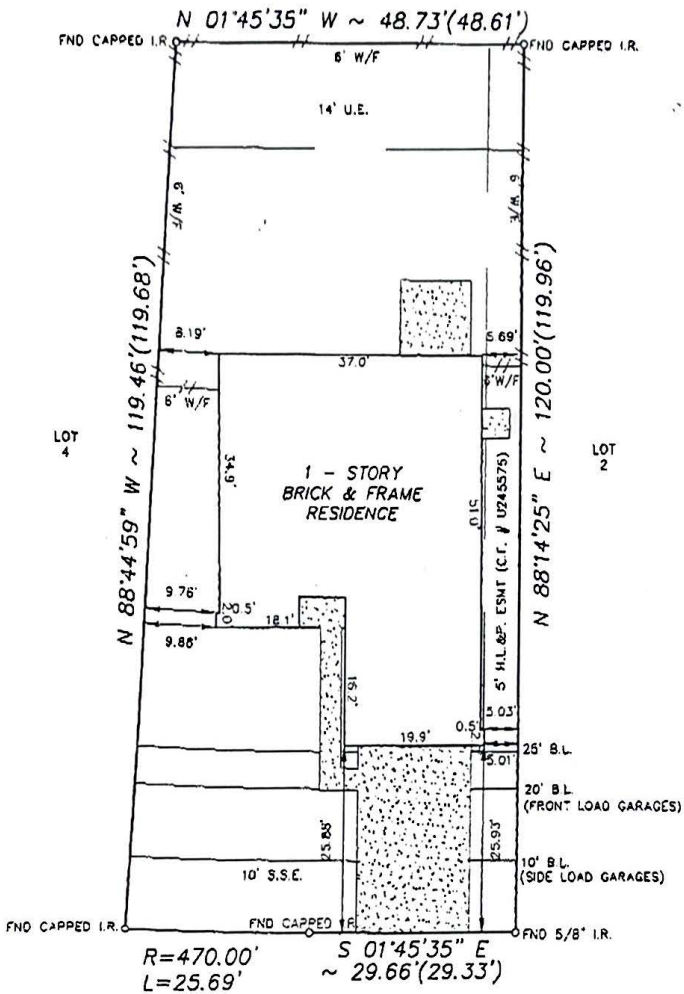 N 01°45'35" W ~ 48.73'(48.61')
FND CAPPED I.R.
FND CAPPED I.R.
6' W/F
14' U.E.
6' W/F
6' W/F
N 88°44'59" W ~ 119.46'(119.68')
N 88°14'25" E ~ 120.00'(119.96')
8.19'
5.69'
37.0'
6' W/F
6' W/F
LOT
4
LOT
2
34.9'
1 - STORY
BRICK & FRAME
RESIDENCE
51.0'
5' H.L.&P. ESMT (C.F. # U245575)
9.76'
0.5'
2.0'
18.1'
9.86'
16.2'
5.03'
0.5'
19.9'
5.01'
25' B.L.
20' B.L.
(FRONT LOAD GARAGES)
25.88'
25.93'
10' B.L.
(SIDE LOAD GARAGES)
10' S.S.E.
FND CAPPED I.R.
FND CAPPED
FND 5/8" I.R.
R=470.00'
L=25.69'
S 01°45'35" E
~ 29.66'(29.33')